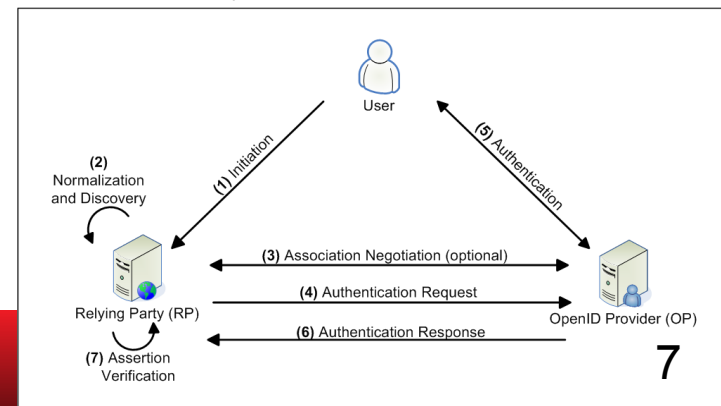 User
(1) Initiation
(5) Authentication
(2)
Normalization
and Discovery
(3) Association Negotiation (optional)
(4) Authentication Request
Relying Party (RP)
OpenID Provider (OP)
(6) Authentication Response
(7) Assertion
Verification
7